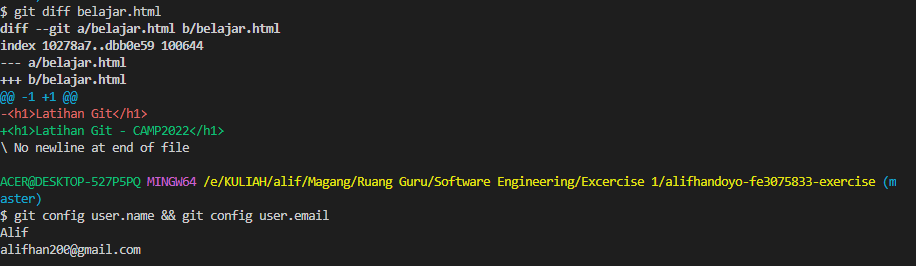 $ git diff belajar.html
diff --git a/belajar.html b/belajar.html
index 10278a7..dbb0e59 100644
--- a/belajar.html
+++ b/belajar.html
@@ -1 +1 @@
-<h1>Latihan Git</h1>
+<h1>Latihan Git - CAMP2022</h1>
\ No newline at end of file
ACER@DESKTOP-527P5PQ MINGW64 /e/KULIAH/alif/Magang/Ruang Guru/Software Engineering/Excercise 1/alifhandoyo-fe3075833-exercise (m
aster)
$ git config user.name && git config user.email
Alif
alifhan200@gmail.com